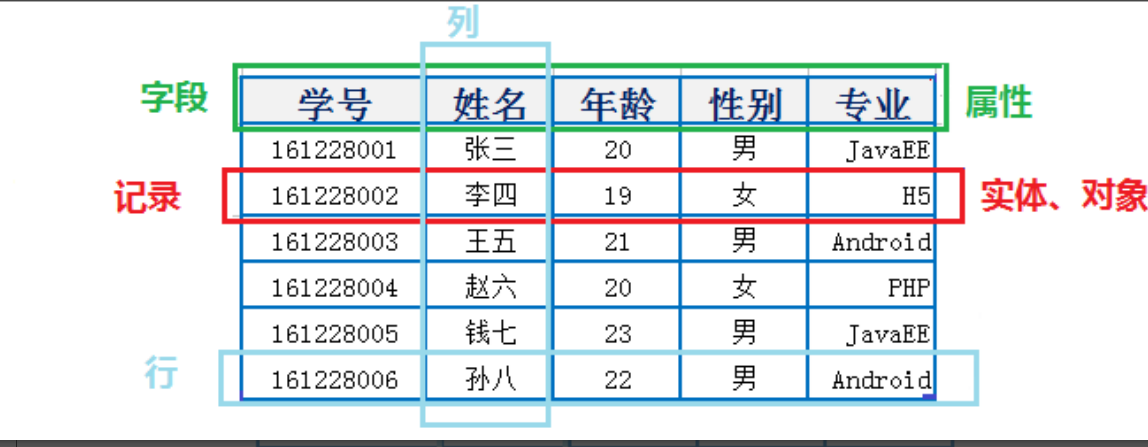 列
字段 学号 姓名 年龄 性别 专业 属性
161228001 张三 20 男 JavaEE
记录 161228002 李四 19 女 H5 实体、对象
161228003 王五 21 男 Android
161228004 赵六 20 女 PHP
161228005 钱七 23 男 JavaEE
行 161228006 孙八 22 男 Android